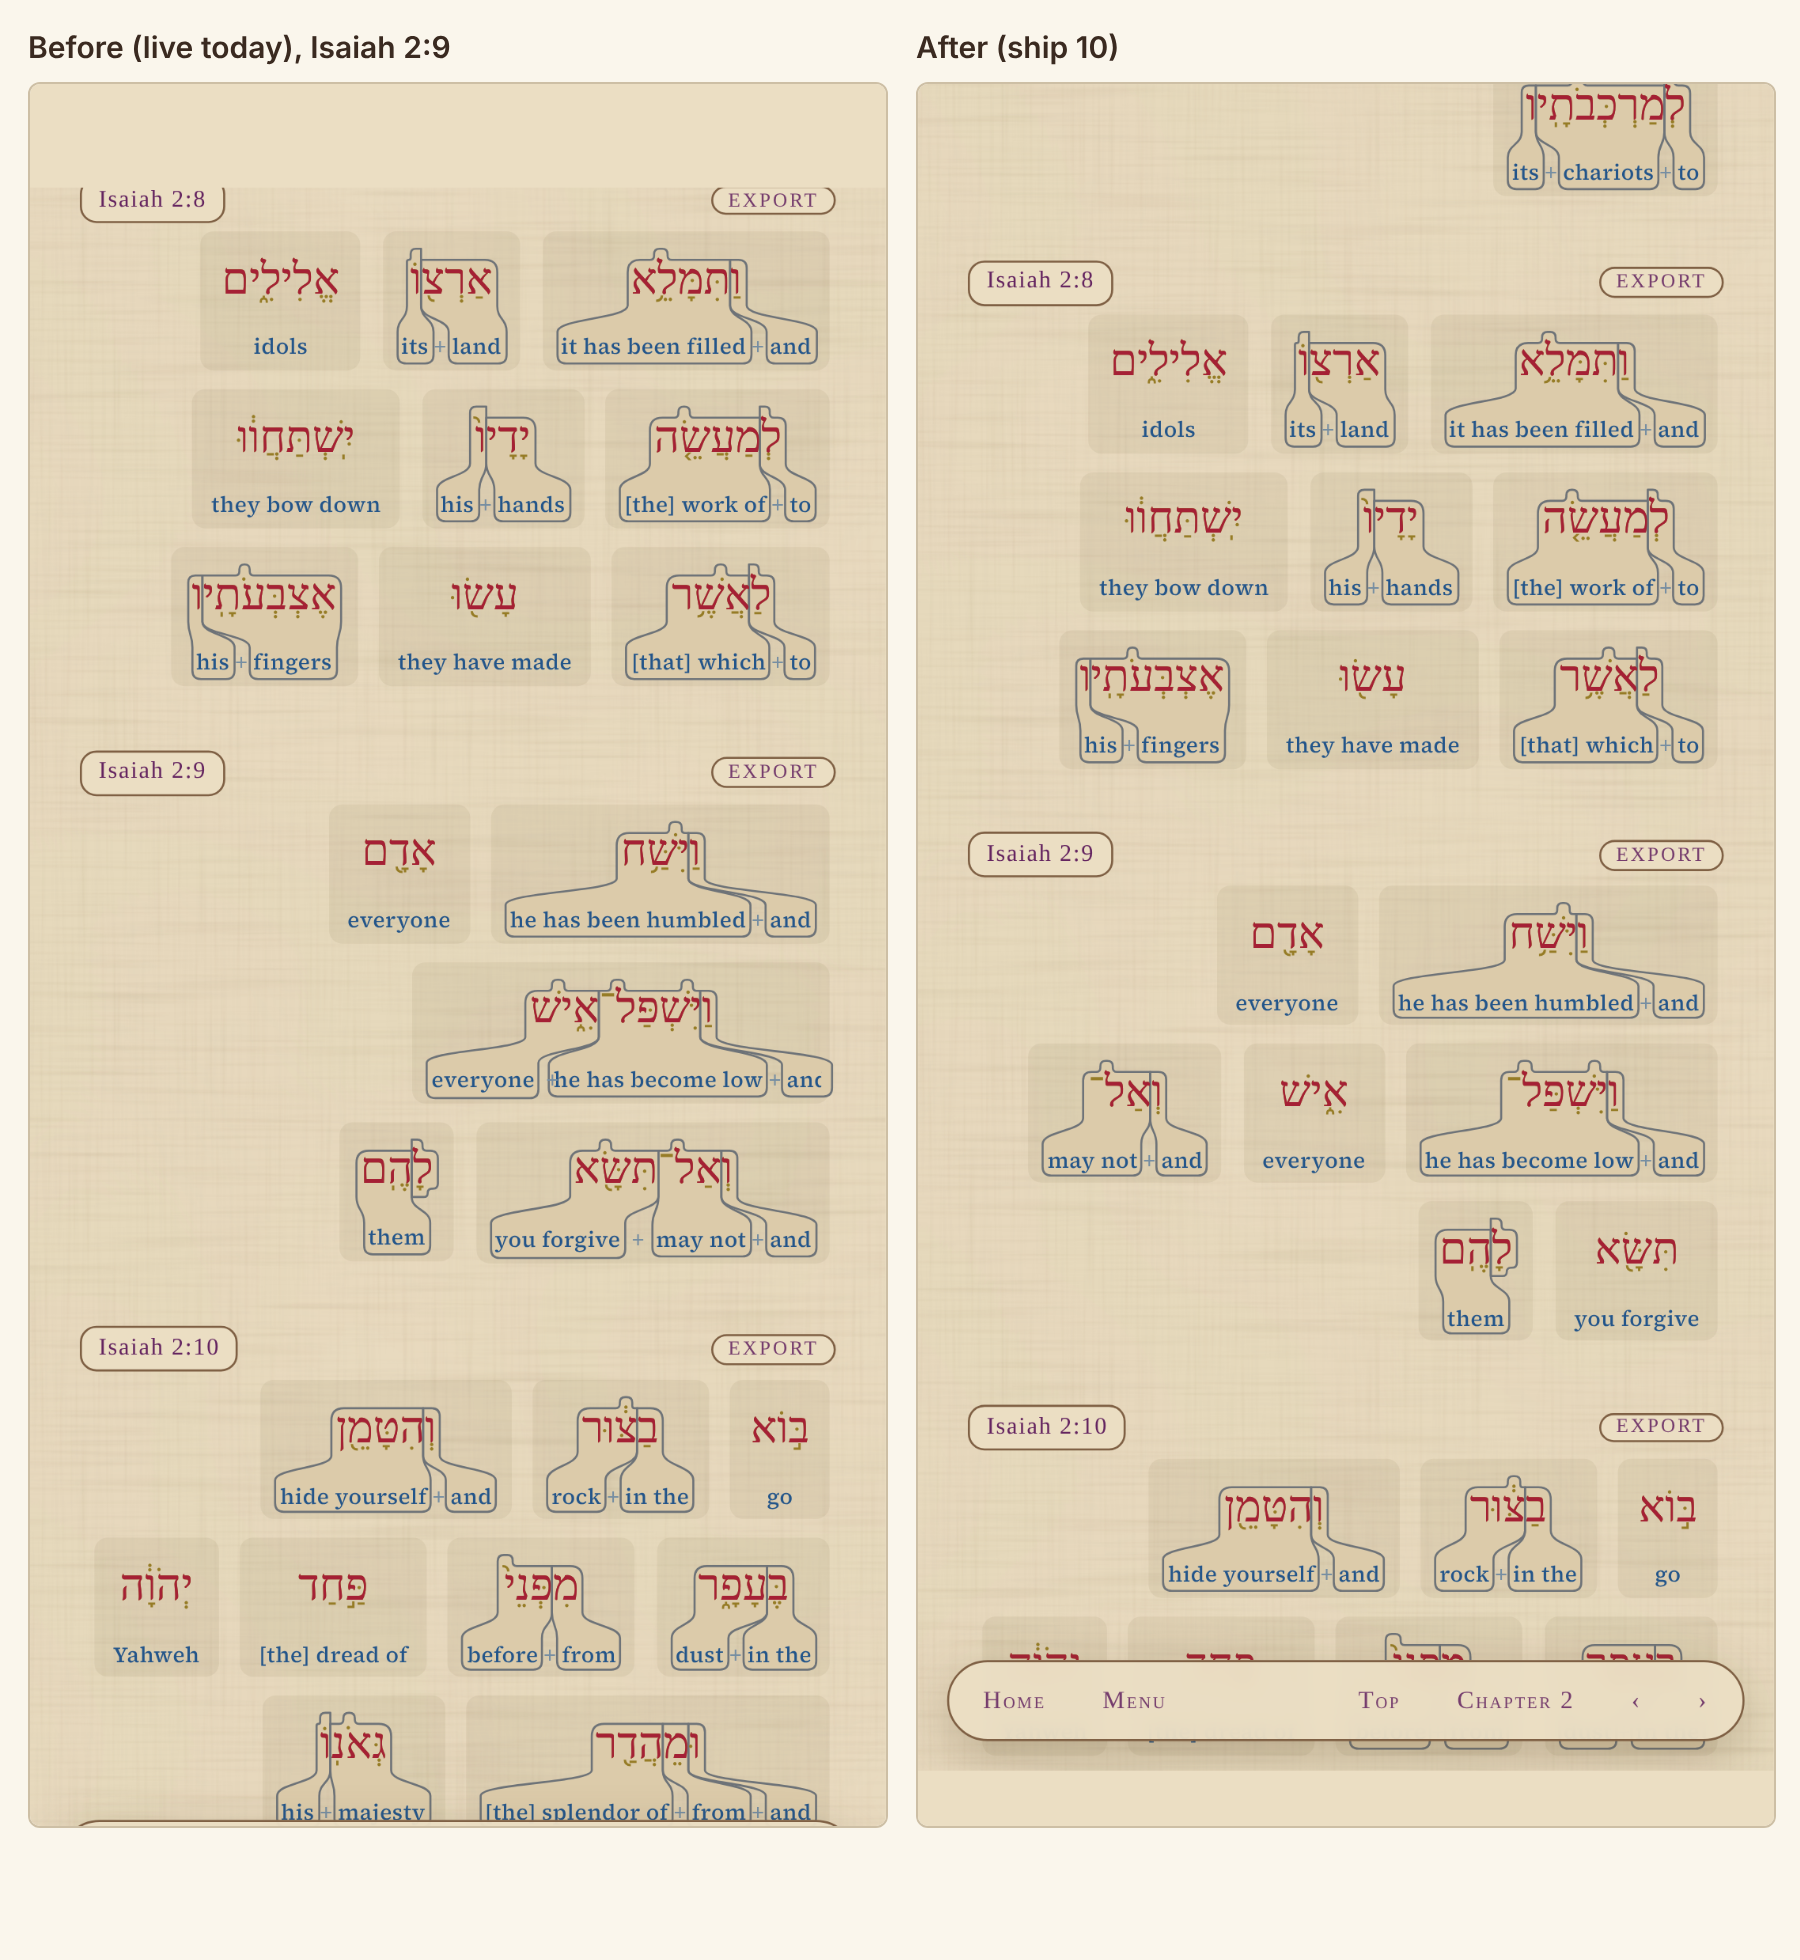 Before (live today), Isaiah 2:9
Isaiah 2:8 EXPORT
וַתִּמָּלֵ֥א אַרְצ֖וֹ אֱלִילִ֑ים
idols its + land it has been filled + and
לְמַעֲשֵׂ֤ה יָדָיו֙ יִֽשְׁתַּחֲו֔וּ
they bow down his + hands [the] work of + to
לַאֲשֶׁ֥ר עָשׂ֖וּ אֶצְבְּעֹתָֽיו
his + fingers they have made [that] which + to
Isaiah 2:9 EXPORT
וַיִּשַּׁ֥ח אָדָ֖ם
everyone he has been humbled + and
וַיִּשְׁפַּל־אִ֑ישׁ
everyone + he has become low + and
וְאַל־תִּשָּׂ֖א לָהֶֽם
them you forgive + may not + and
Isaiah 2:10 EXPORT
בּ֣וֹא בַצּ֔וּר וְהִטָּמֵ֖ן
hide yourself + and rock + in the go
בֶּֽעָפָ֑ר מִפְּנֵי֙ פַּ֣חַד יְהֹוָ֔ה
Yahweh [the] dread of before + from dust + in the
וּמֵהֲדַ֖ר גְּאֹנֽוֹ
his + majesty [the] splendor of + from + and
After (ship 10)
לְמַרְכְּבֹתָֽיו
its + chariots + to
Isaiah 2:8 EXPORT
וַתִּמָּלֵ֥א אַרְצ֖וֹ אֱלִילִ֑ים
idols its + land it has been filled + and
לְמַעֲשֵׂ֤ה יָדָיו֙ יִֽשְׁתַּחֲו֔וּ
they bow down his + hands [the] work of + to
לַאֲשֶׁ֥ר עָשׂ֖וּ אֶצְבְּעֹתָֽיו
his + fingers they have made [that] which + to
Isaiah 2:9 EXPORT
וַיִּשַּׁ֥ח אָדָ֖ם
everyone he has been humbled + and
וַיִּשְׁפַּל־ אִ֑ישׁ וְאַל־
may not + and everyone he has become low + and
תִּשָּׂ֖א לָהֶֽם
them you forgive
Isaiah 2:10 EXPORT
בּ֣וֹא בַצּ֔וּר וְהִטָּמֵ֖ן
hide yourself + and rock + in the go
Home Menu Top Chapter 2 ‹ ›